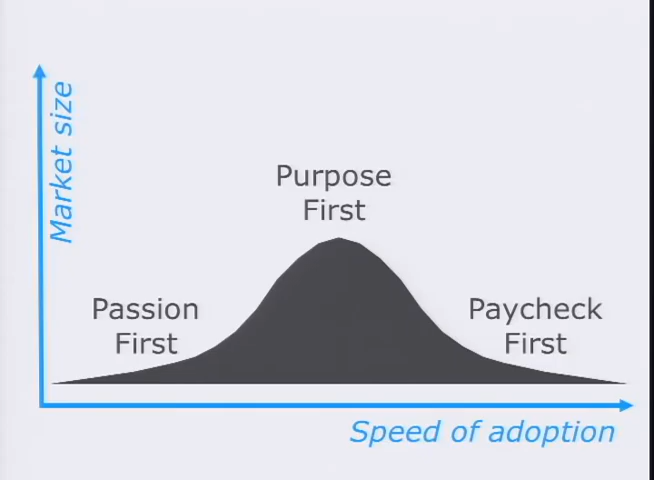 Market size
Purpose
First
Passion
First
Paycheck
First
Speed of adoption